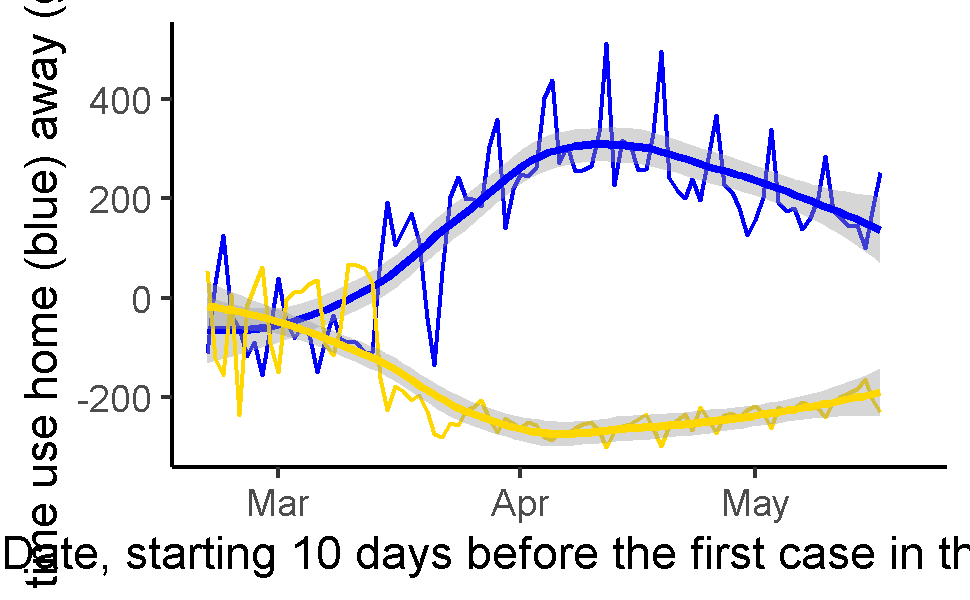 time use home (blue) away (
400
200
0
-200
Mar Apr May
Date, starting 10 days before the first case in th